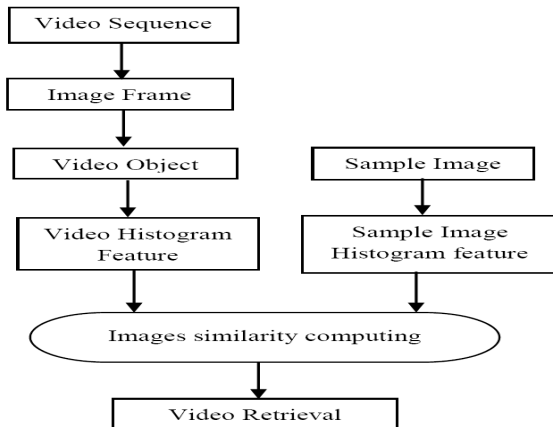 Video Sequence
Image Frame
Video Object
Sample Image
Video Histogram
Feature
Sample Image
Histogram feature
Images similarity computing
Video Retrieval